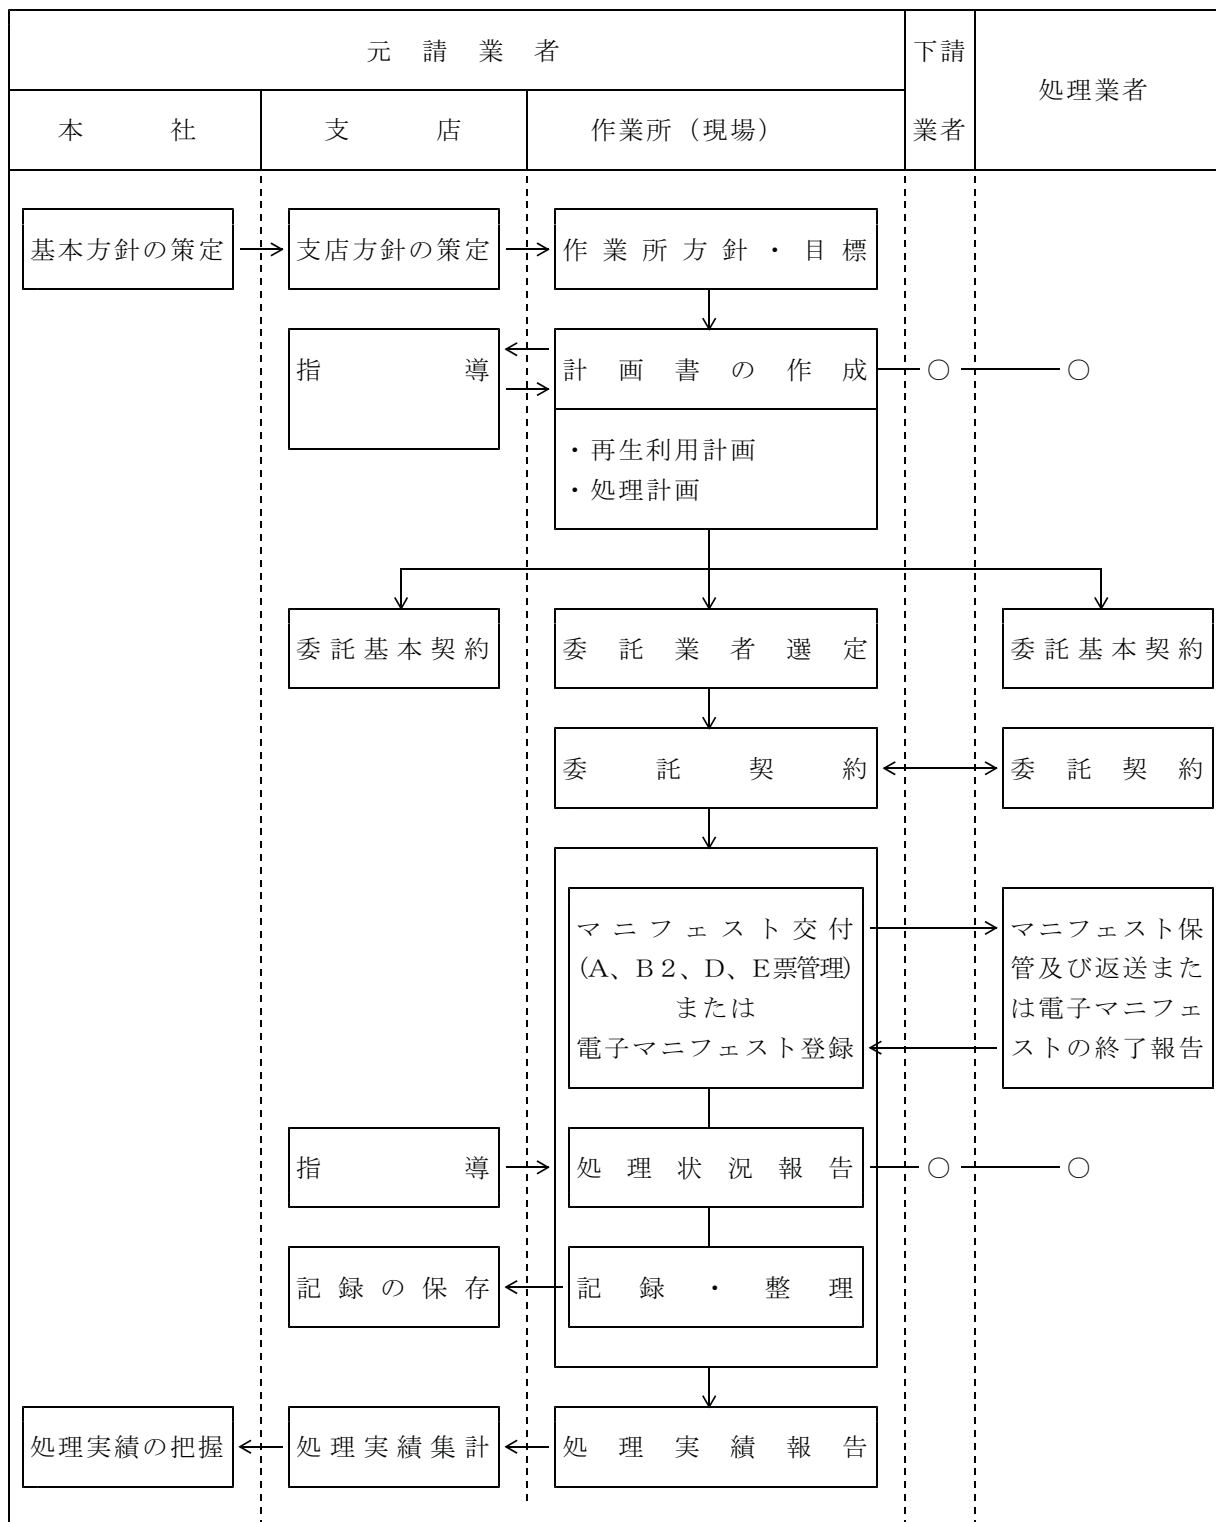 元請業者
下請
業者
処理業者
本社
支店
作業所（現場）
基本方針の策定
支店方針の策定
作業所方針・目標
指導
計画書の作成
○
○
・再生利用計画
・処理計画
委託基本契約
委託業者選定
委託基本契約
委託契約
委託契約
マニフェスト交付
（A、B２、D、E票管理）
または
電子マニフェスト登録
マニフェスト保
管及び返送また
は電子マニフェ
ストの終了報告
指導
処理状況報告
○
○
記録の保存
記録・整理
処理実績の把握
処理実績集計
処理実績報告